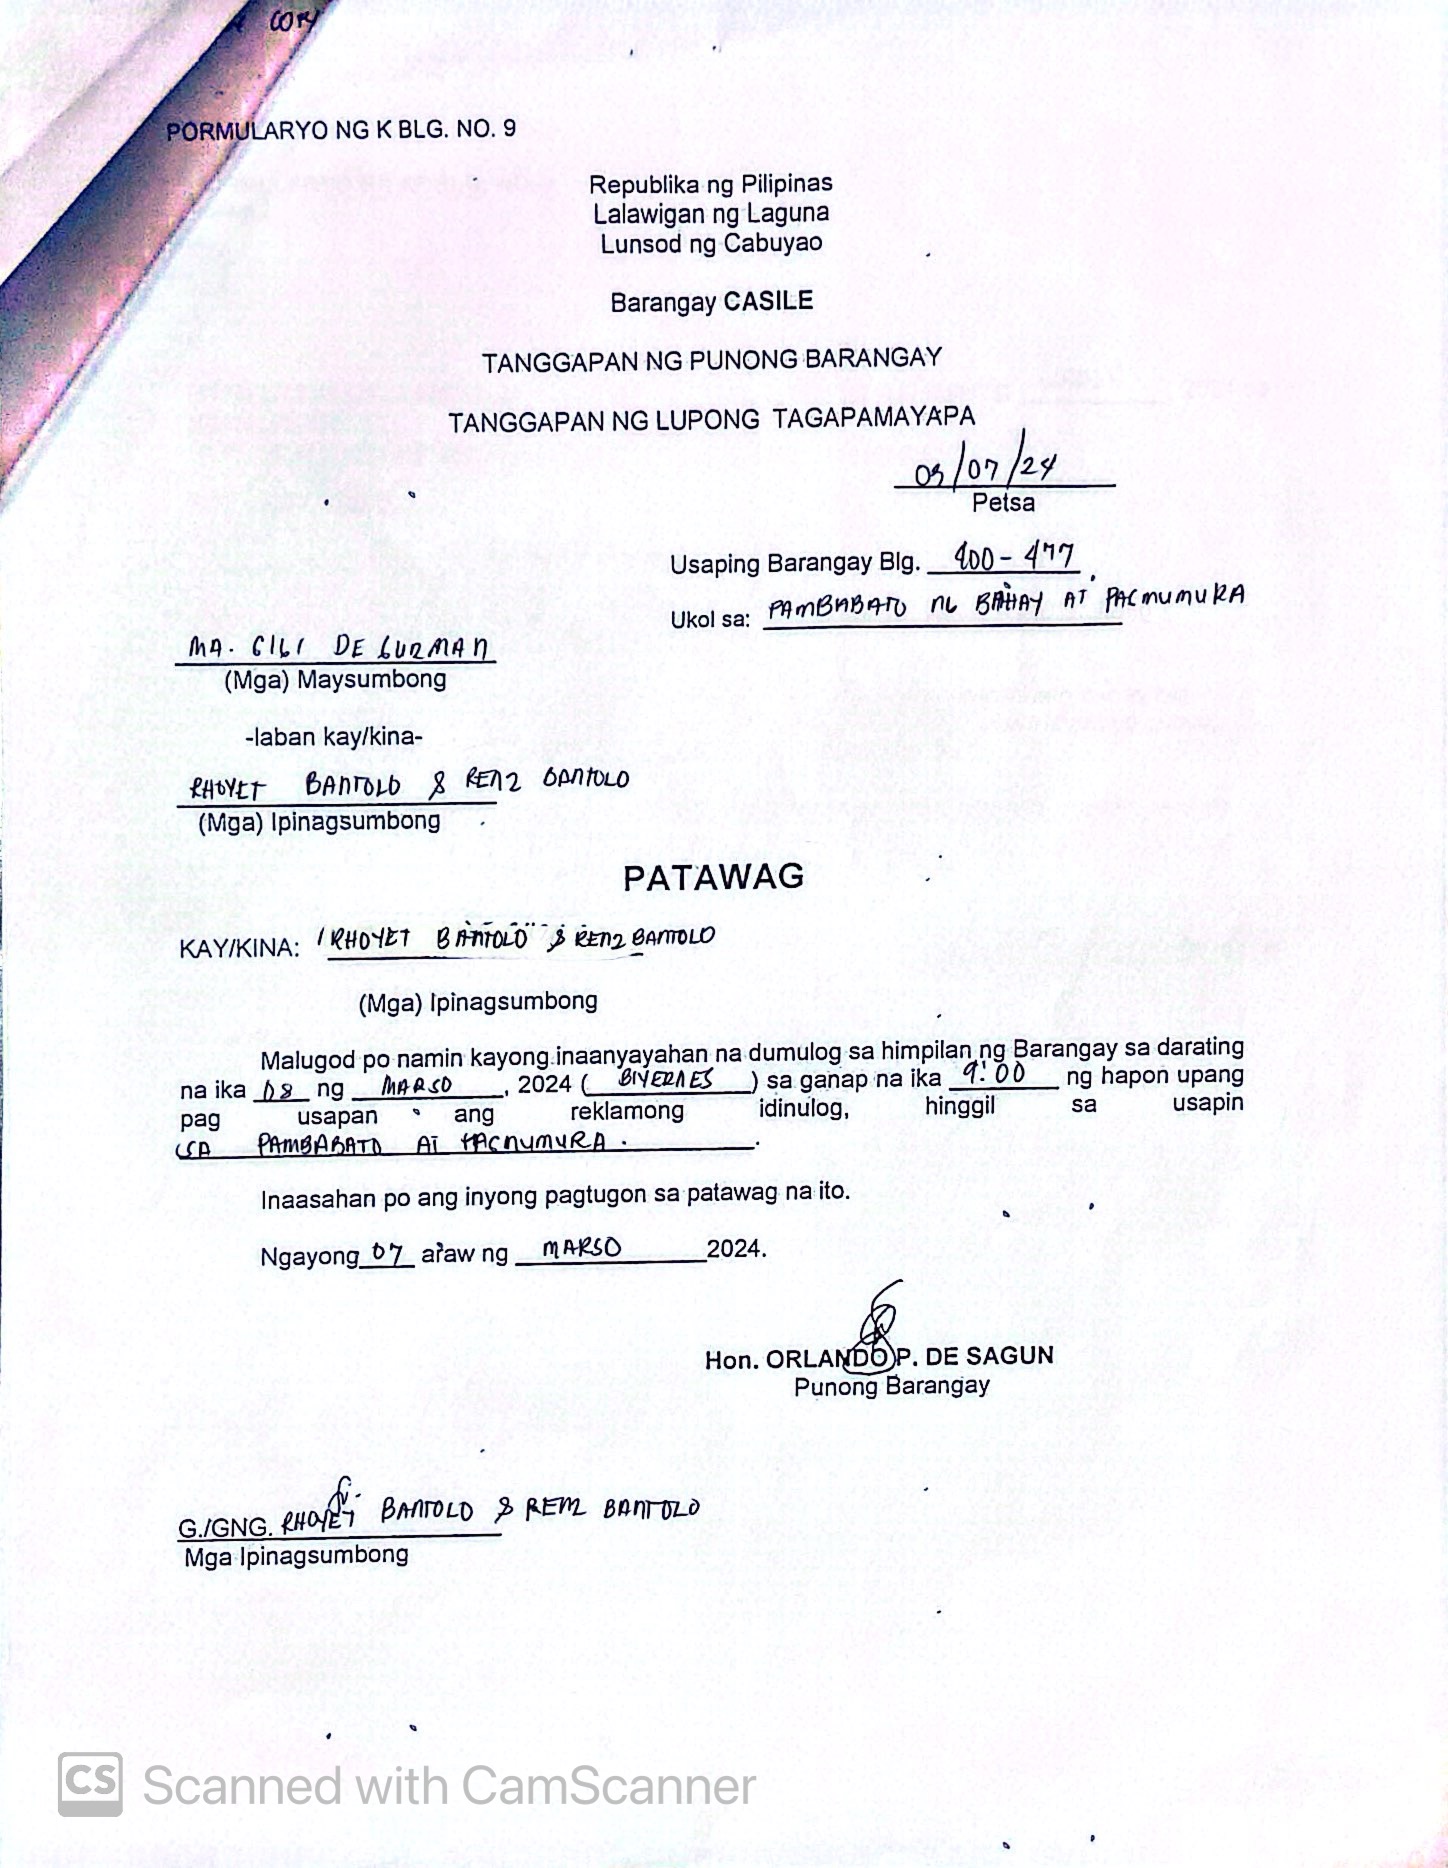 COPY
PORMULARYO NG K BLG. NO. 9
Republika ng Pilipinas
Lalawigan ng Laguna
Lunsod ng Cabuyao
Barangay CASILE
TANGGAPAN NG PUNONG BARANGAY
TANGGAPAN NG LUPONG TAGAPAMAYAPA
03/07/24
Petsa
Usaping Barangay Blg. 400-477
Ukol sa: PAMBABATO NG BAHAY AT PAGMUMURA
MA. GIGI DE GUZMAN
(Mga) Maysumbong
-laban kay/kina-
RHOYET BANTOLO & RENZ BANTOLO
(Mga) Ipinagsumbong
PATAWAG
KAY/KINA: RHOYET BANTOLO & RENZ BANTOLO
(Mga) Ipinagsumbong
Malugod po namin kayong inaanyayahan na dumulog sa himpilan ng Barangay sa darating
na ika 08 ng MARSO, 2024 ( BIYERNES ) sa ganap na ika 9:00 ng hapon upang
pag usapan ang reklamong idinulog, hinggil sa usapin
SA PAMBABATO AT PAGMUMURA.
Inaasahan po ang inyong pagtugon sa patawag na ito.
Ngayong 07 araw ng MARSO 2024.
Hon. ORLANDO P. DE SAGUN
Punong Barangay
G./GNG. RHOYET BANTOLO & RENZ BANTOLO
Mga Ipinagsumbong
CS Scanned with CamScanner